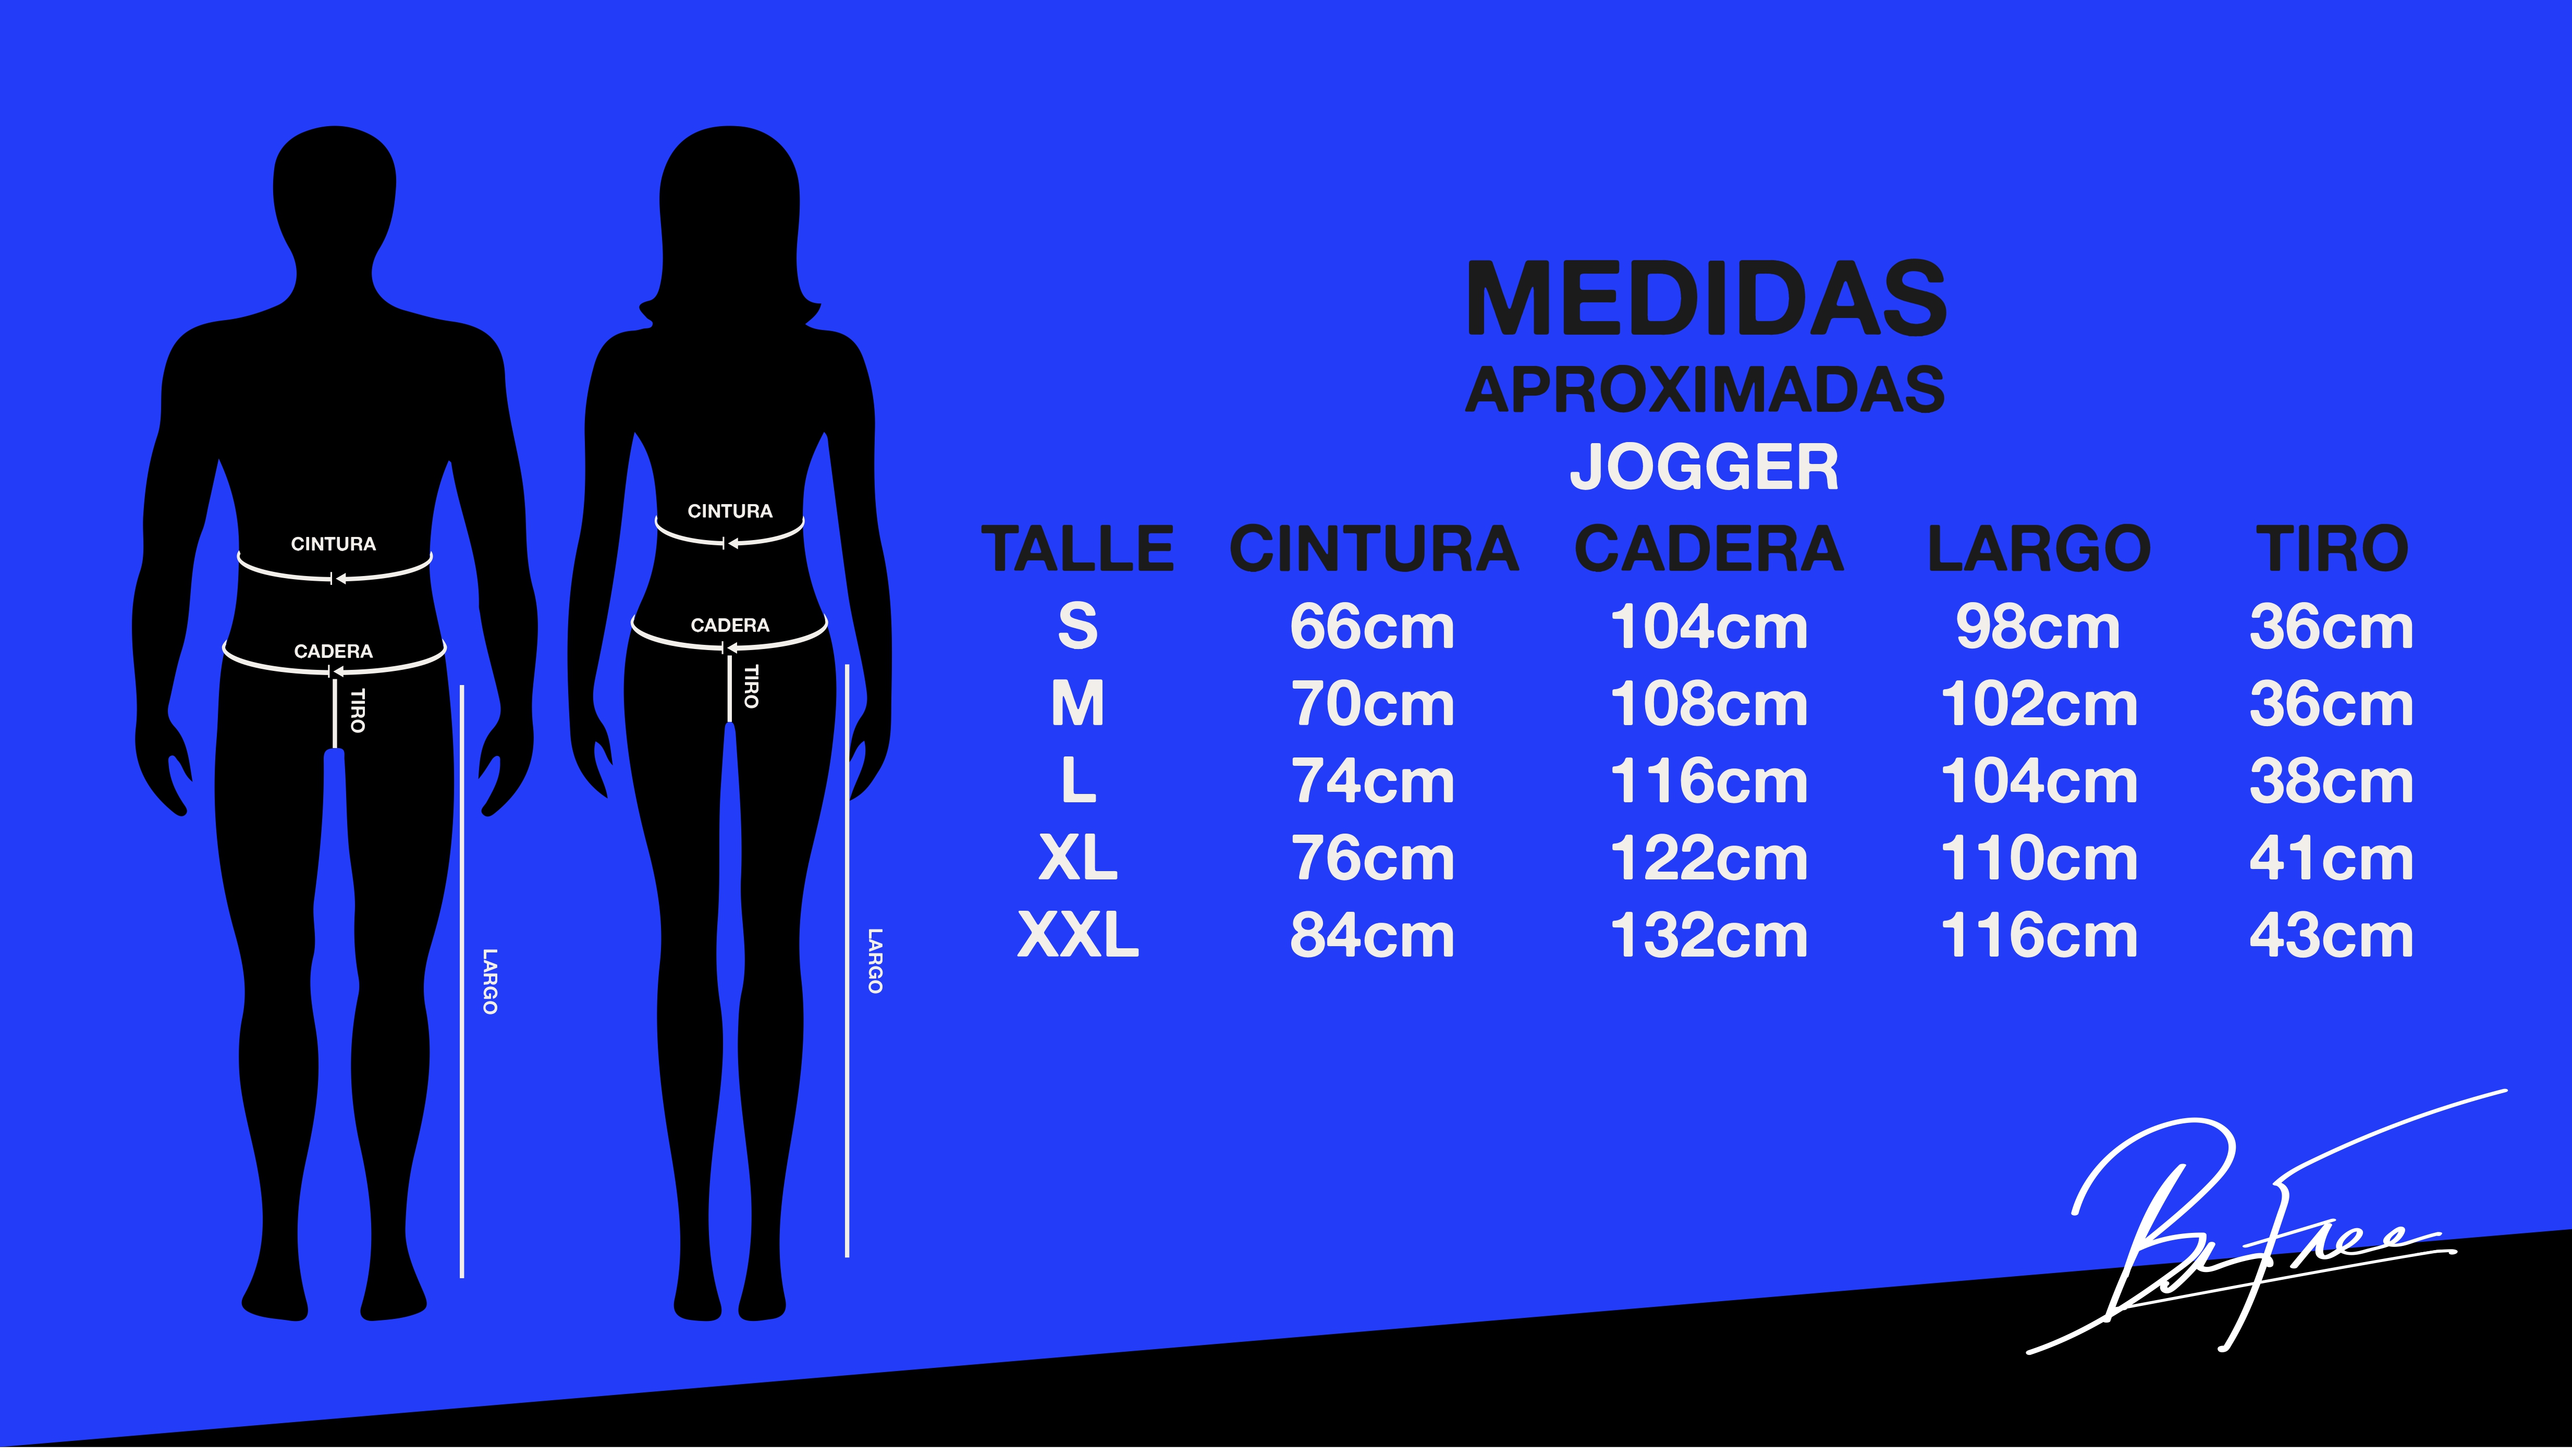 MEDIDAS
APROXIMADAS
JOGGER
TALLE CINTURA CADERA LARGO TIRO
S 66cm 104cm 98cm 36cm
M 70cm 108cm 102cm 36cm
L 74cm 116cm 104cm 38cm
XL 76cm 122cm 110cm 41cm
XXL 84cm 132cm 116cm 43cm
CINTURA
CADERA
TIRO
LARGO
CINTURA
CADERA
TIRO
LARGO
Be Free